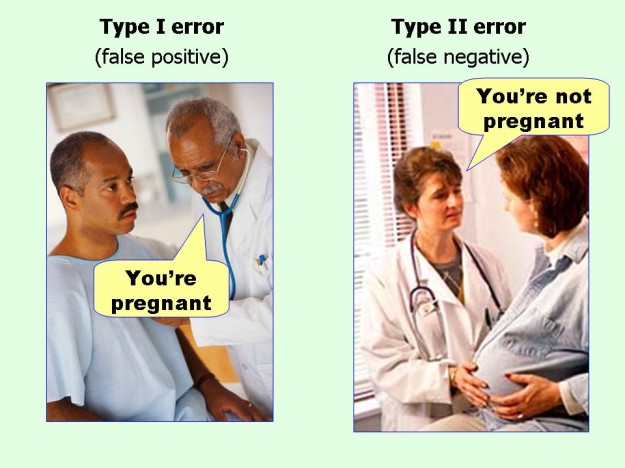 Type I error
(false positive)
You're
pregnant
Type II error
(false negative)
You're not
pregnant